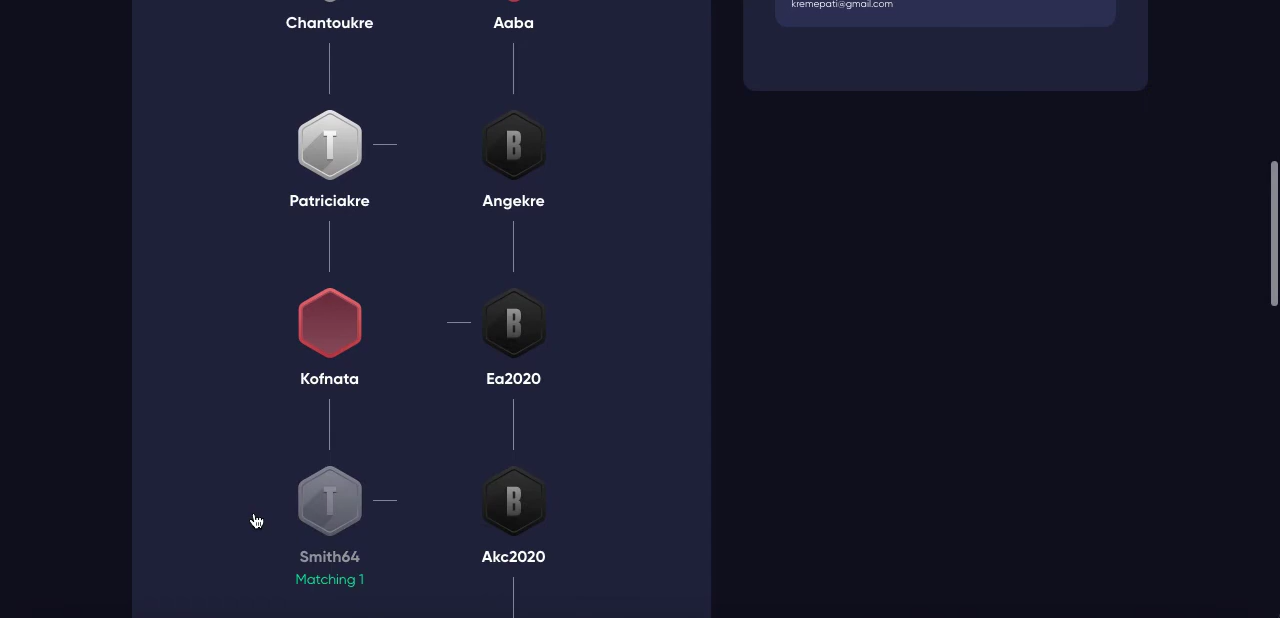 kremepati@gmail.com
Chantoukre
Aaba
T
B
Patriciakre
Angekre
B
Kofnata
Ea2020
T
B
Smith64
Akc2020
Matching 1